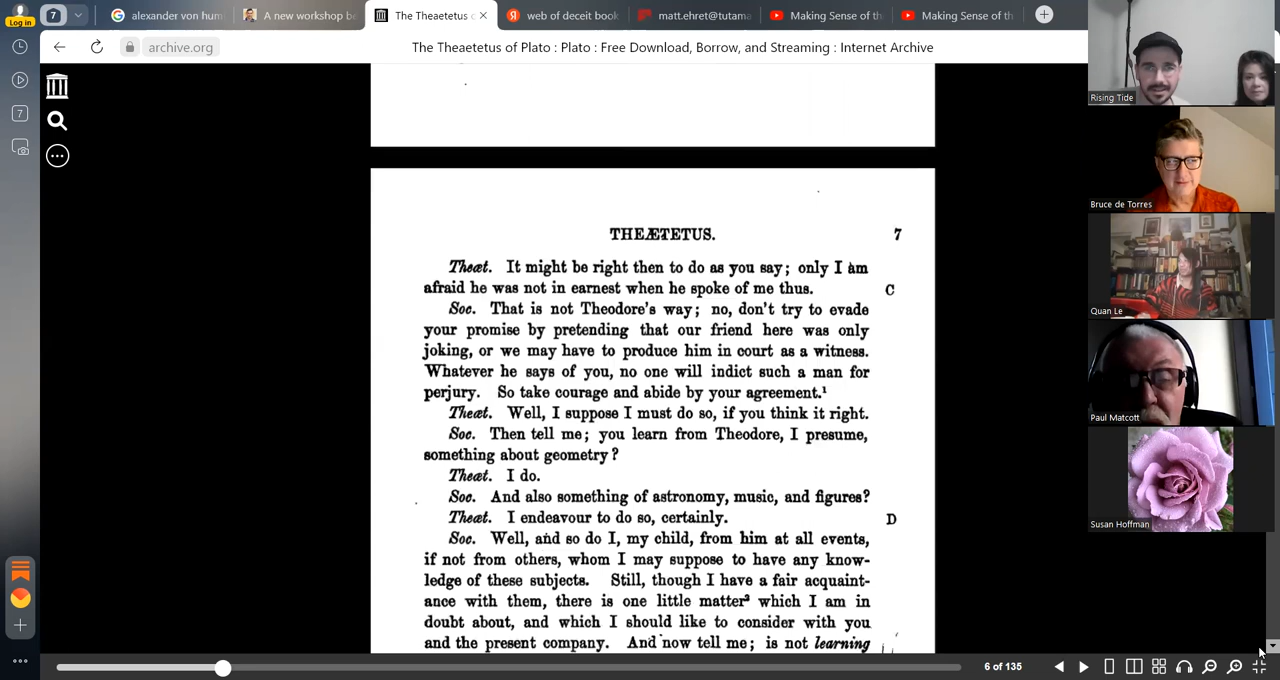 7
alexander von hum
A new workshop be
The Theaetetus c
web of deceit book
matt.ehret@tutama
Making Sense of th
Making Sense of th
Log in
archive.org
The Theaetetus of Plato : Plato : Free Download, Borrow, and Streaming : Internet Archive
7
THEÆTETUS. 7
Theæt. It might be right then to do as you say; only I am
afraid he was not in earnest when he spoke of me thus. C
Soc. That is not Theodore's way; no, don't try to evade
your promise by pretending that our friend here was only
joking, or we may have to produce him in court as a witness.
Whatever he says of you, no one will indict such a man for
perjury. So take courage and abide by your agreement.¹
Theæt. Well, I suppose I must do so, if you think it right.
Soc. Then tell me; you learn from Theodore, I presume,
something about geometry?
Theæt. I do.
Soc. And also something of astronomy, music, and figures?
Theæt. I endeavour to do so, certainly. D
Soc. Well, and so do I, my child, from him at all events,
if not from others, whom I may suppose to have any know-
ledge of these subjects. Still, though I have a fair acquaint-
ance with them, there is one little matter² which I am in
doubt about, and which I should like to consider with you
and the present company. And now tell me; is not learning
6 of 135
Rising Tide
Bruce de Torres
Quan Le
Paul Matcott
Susan Hoffman